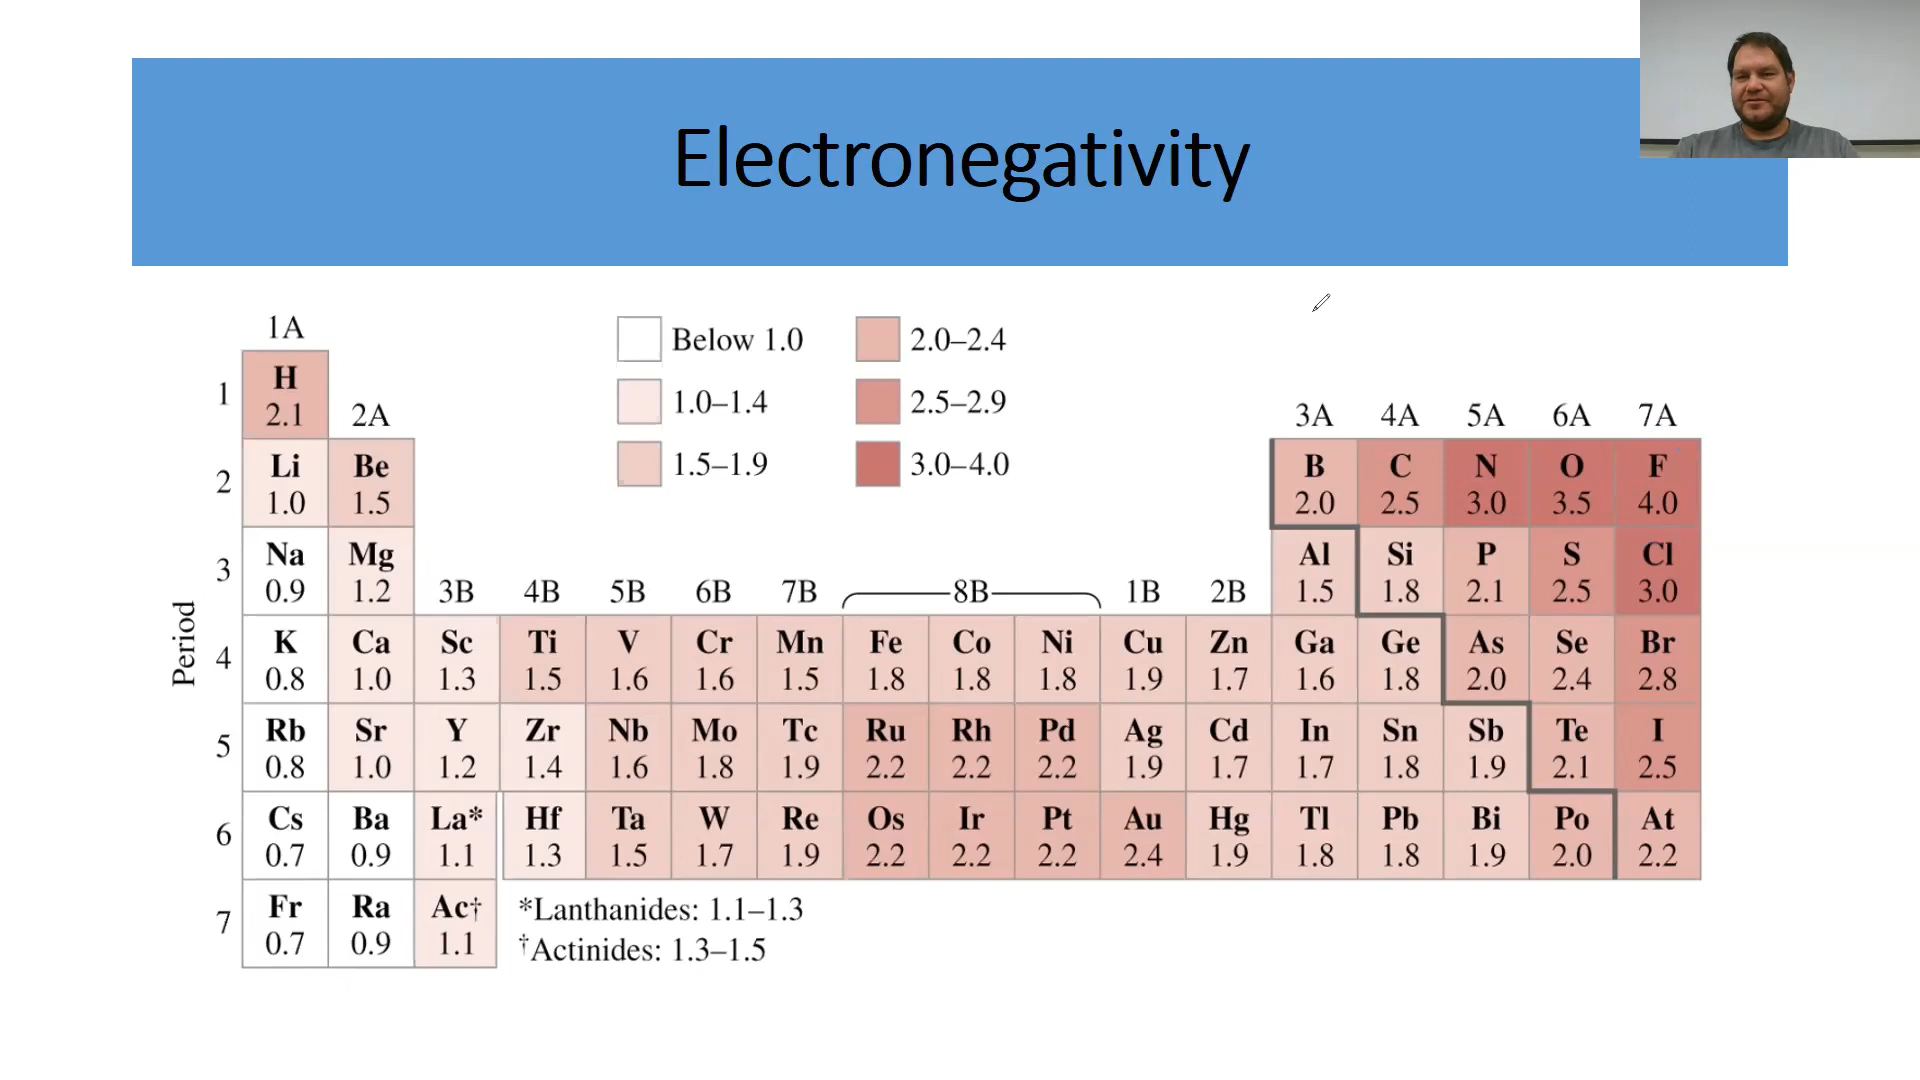 Electronegativity
1A
Below 1.0 2.0–2.4
1.0–1.4 2.5–2.9
1.5–1.9 3.0–4.0
1 H
2.1 2A 3A 4A 5A 6A 7A
2 Li Be B C N O F
1.0 1.5 2.0 2.5 3.0 3.5 4.0
3 Na Mg Al Si P S Cl
0.9 1.2 3B 4B 5B 6B 7B 8B 1B 2B 1.5 1.8 2.1 2.5 3.0
Period
4 K Ca Sc Ti V Cr Mn Fe Co Ni Cu Zn Ga Ge As Se Br
0.8 1.0 1.3 1.5 1.6 1.6 1.5 1.8 1.8 1.8 1.9 1.7 1.6 1.8 2.0 2.4 2.8
5 Rb Sr Y Zr Nb Mo Tc Ru Rh Pd Ag Cd In Sn Sb Te I
0.8 1.0 1.2 1.4 1.6 1.8 1.9 2.2 2.2 2.2 1.9 1.7 1.7 1.8 1.9 2.1 2.5
6 Cs Ba La* Hf Ta W Re Os Ir Pt Au Hg Tl Pb Bi Po At
0.7 0.9 1.1 1.3 1.5 1.7 1.9 2.2 2.2 2.2 2.4 1.9 1.8 1.8 1.9 2.0 2.2
7 Fr Ra Ac†
0.7 0.9 1.1
*Lanthanides: 1.1–1.3
†Actinides: 1.3–1.5